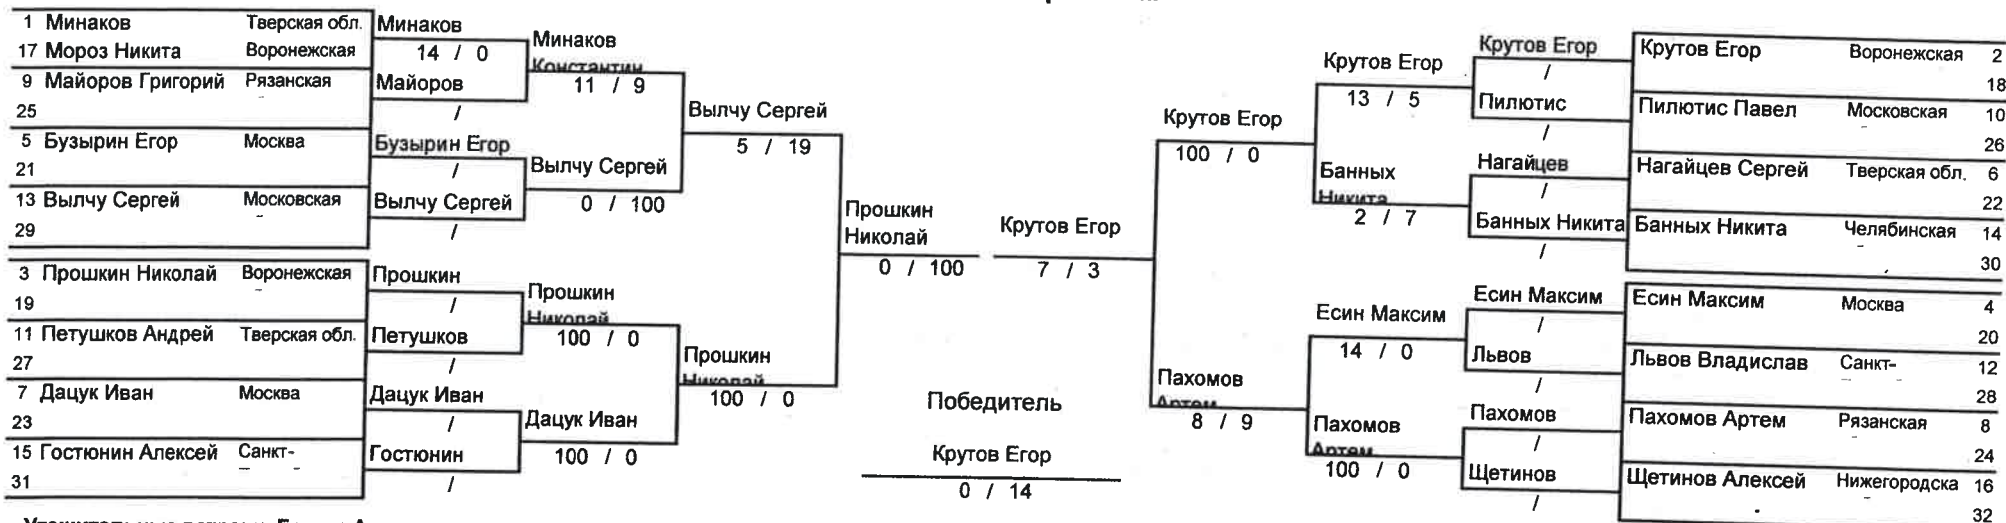 1 Минаков Тверская обл.
17 Мороз Никита Воронежская
9 Майоров Григорий Рязанская
25
5 Бузырин Егор Москва
21
13 Вылчу Сергей Московская
29
3 Прошкин Николай Воронежская
19
11 Петушков Андрей Тверская обл.
27
7 Дацук Иван Москва
23
15 Гостюнин Алексей Санкт-
31
Минаков
14 / 0
Майоров
/
Бузырин Егор
/
Вылчу Сергей
/
Прошкин
/
Петушков
/
Дацук Иван
/
Гостюнин
/
Минаков
Константин
11 / 9
Вылчу Сергей
0 / 100
Прошкин
Николай
100 / 0
Дацук Иван
100 / 0
Вылчу Сергей
5 / 19
Прошкин
Николай
100 / 0
Прошкин
Николай
0 / 100
Крутов Егор
7 / 3
Победитель
Крутов Егор
0 / 14
Крутов Егор
100 / 0
Пахомов
Артем
8 / 9
Крутов Егор
13 / 5
Банных
Никита
2 / 7
Есин Максим
14 / 0
Пахомов
Артем
100 / 0
Крутов Егор
/
Пилютис
/
Нагайцев
/
Банных Никита
/
Есин Максим
/
Львов
/
Пахомов
/
Щетинов
/
Крутов Егор Воронежская 2
18
Пилютис Павел Московская 10
26
Нагайцев Сергей Тверская обл. 6
22
Банных Никита Челябинская 14
30
Есин Максим Москва 4
20
Львов Владислав Санкт- 12
28
Пахомов Артем Рязанская 8
24
Щетинов Алексей Нижегородска 16
32